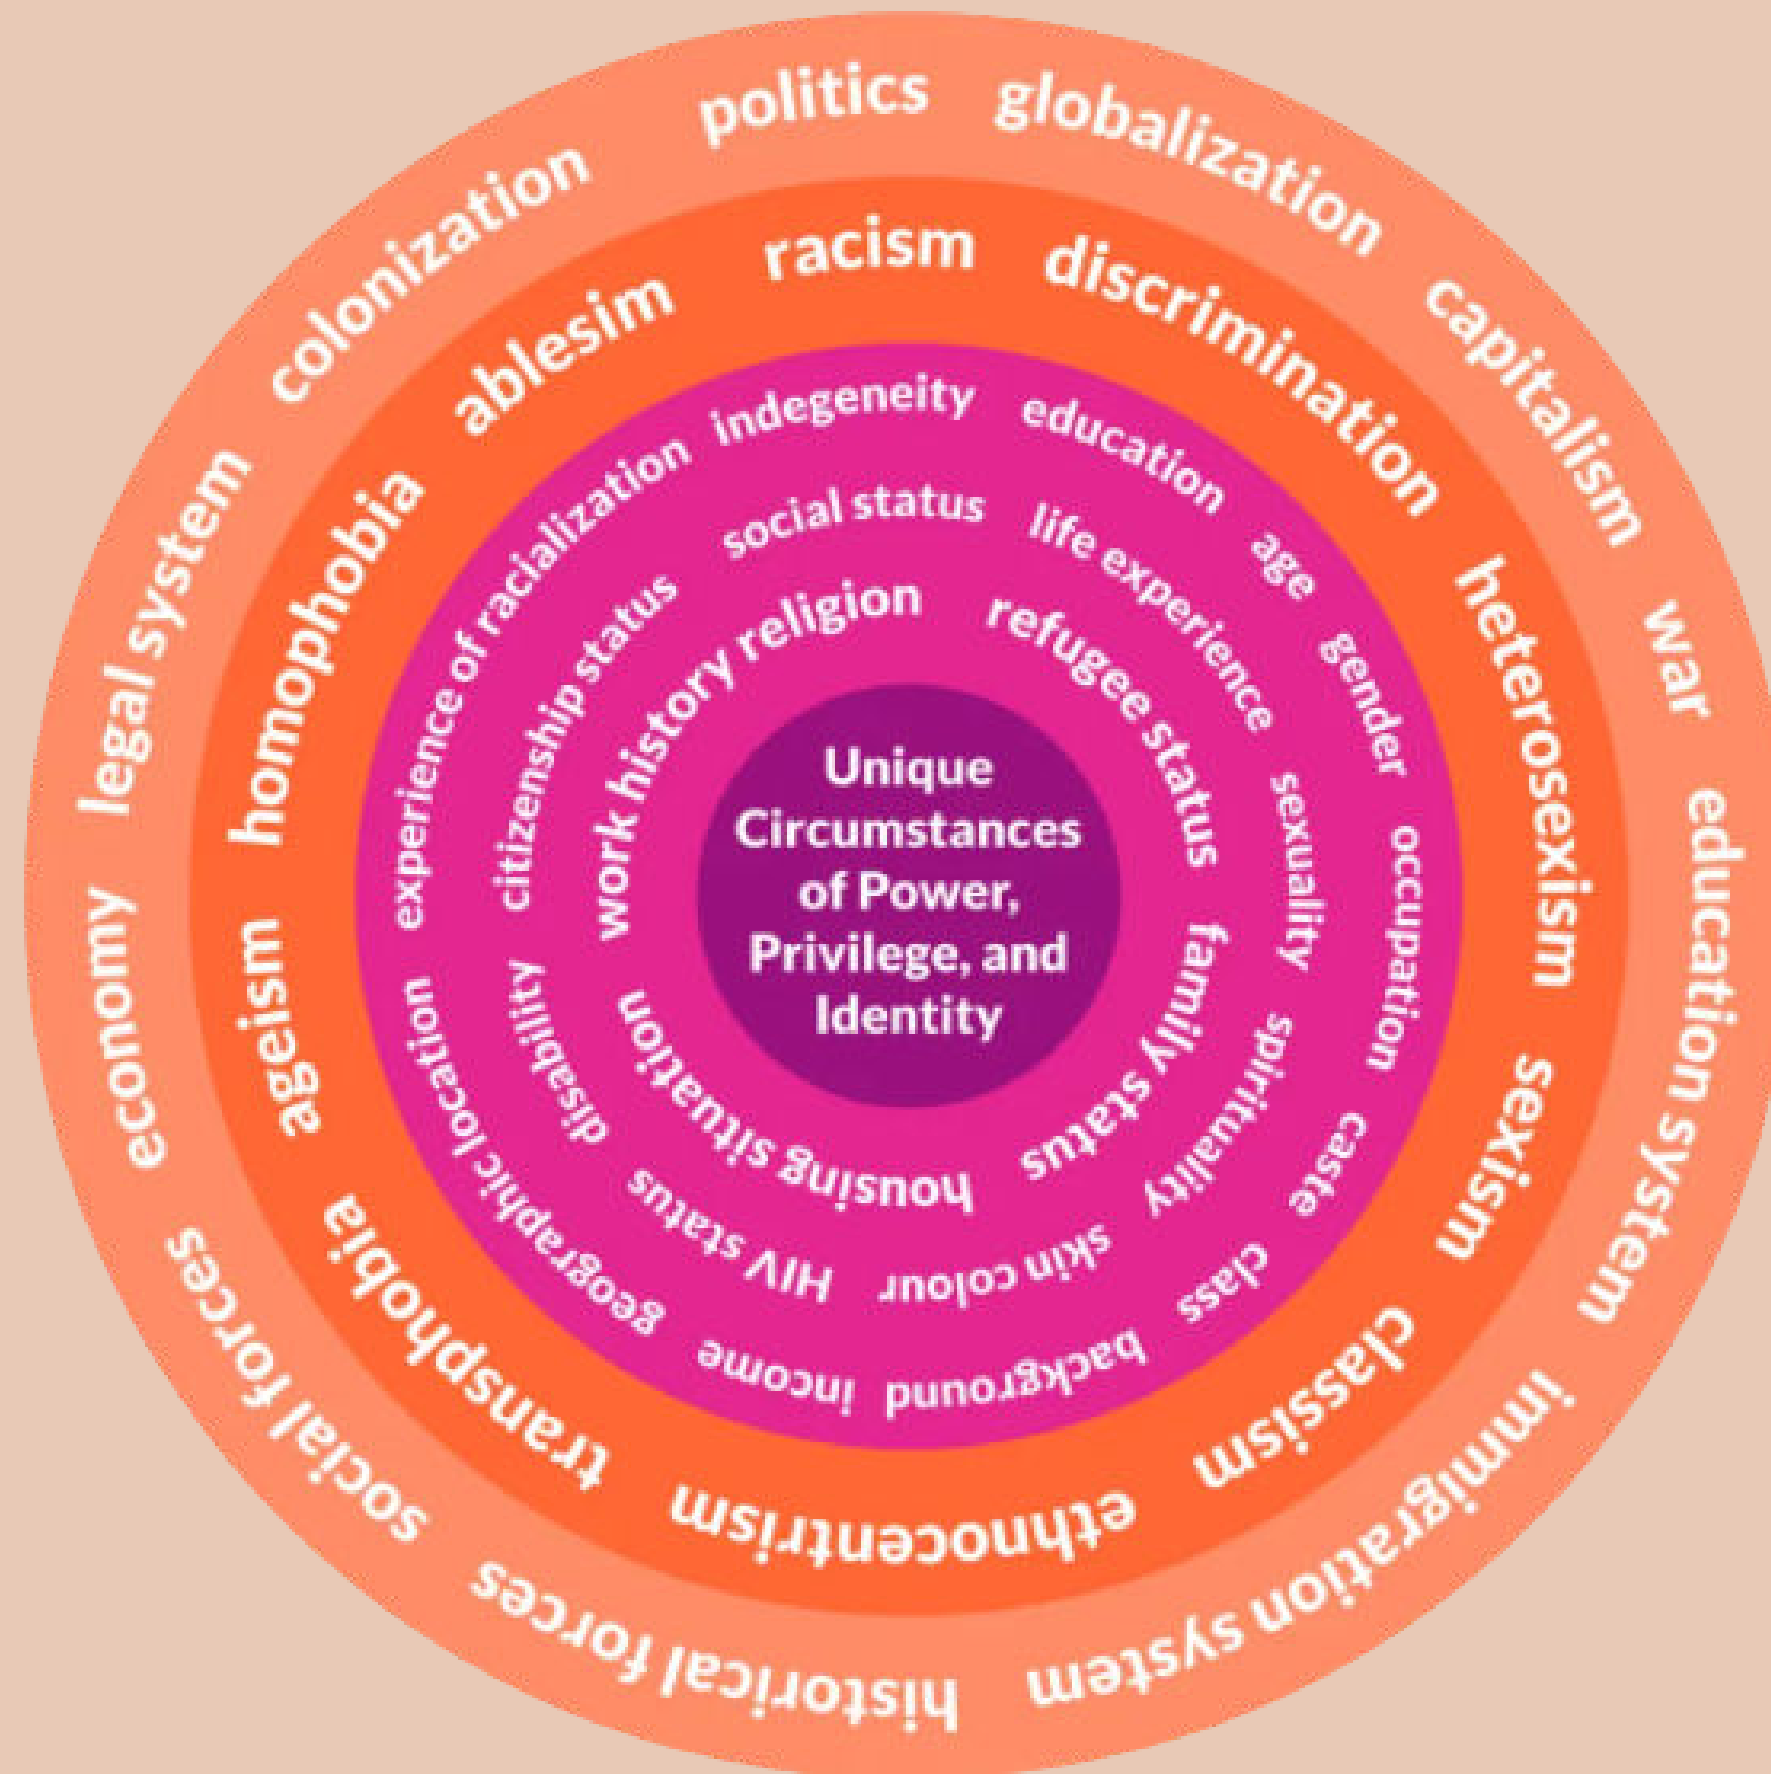 politics
globalization
capitalism
war
education system
immigration system
historical forces
social forces
economy
legal system
colonization
racism
discrimination
heterosexism
sexism
classism
ethnocentrism
transphobia
ageism
homophobia
ablesim
indegeneity
education
age
gender
occupation
caste
class
background
income
geographic location
experience of racialization
social status
life experience
sexuality
spirituality
skin colour
HIV status
disability
citizenship status
religion
refugee status
family status
housing situation
work history
Unique
Circumstances
of Power,
Privilege, and
Identity